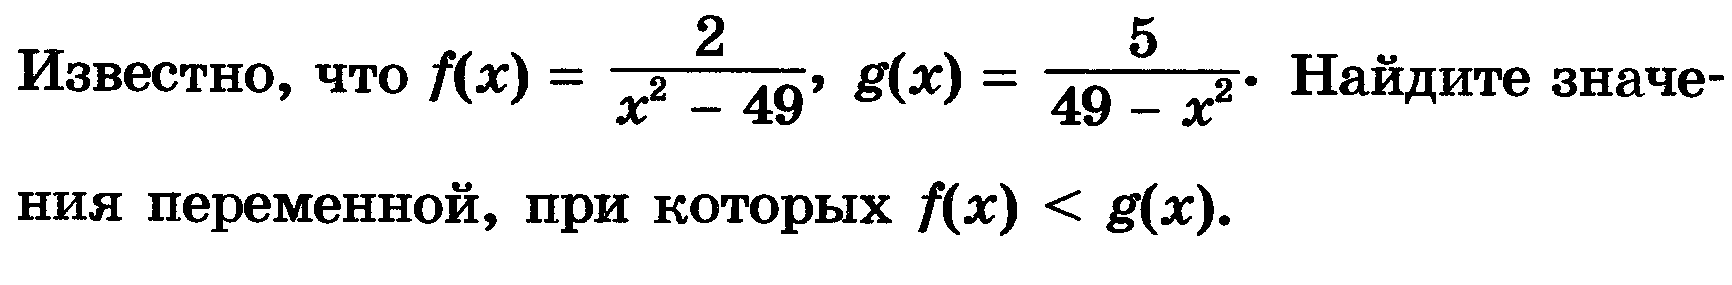 Известно, что f(x) = 2/(x² − 49), g(x) = 5/(49 − x²). Найдите значе-
ния переменной, при которых f(x) < g(x).